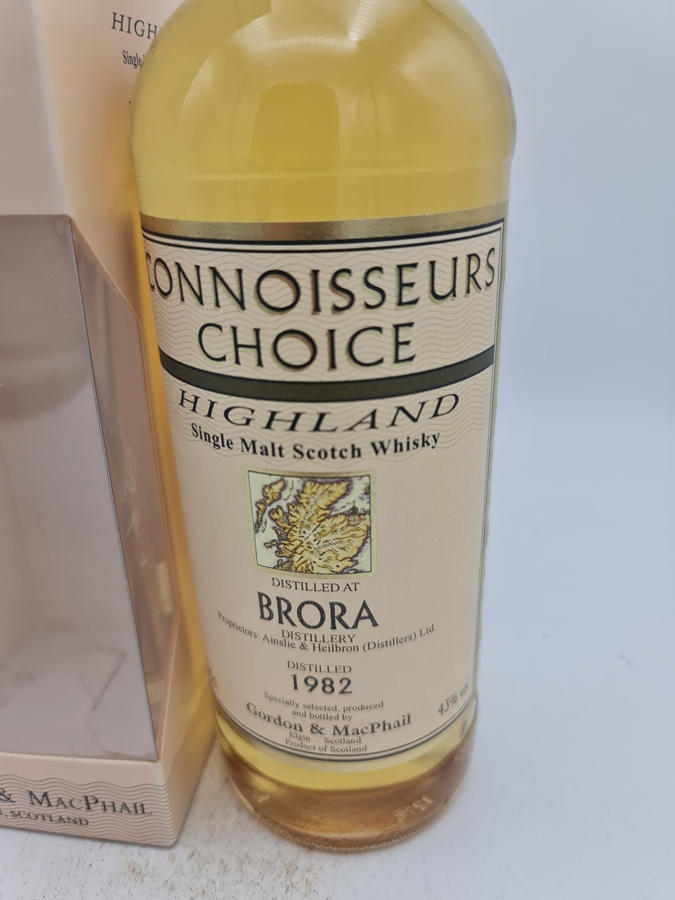 HIGH
Single
CONNOISSEURS
CHOICE
HIGHLAND
Single Malt Scotch Whisky
DISTILLED AT
BRORA
DISTILLERY
Proprietors: Ainslie & Heilbron (Distillers) Ltd.
DISTILLED
1982
Specially selected, produced
and bottled by
Gordon & MacPhail
Elgin Scotland
Product of Scotland
43% vol
& MACPHAIL
, SCOTLAND